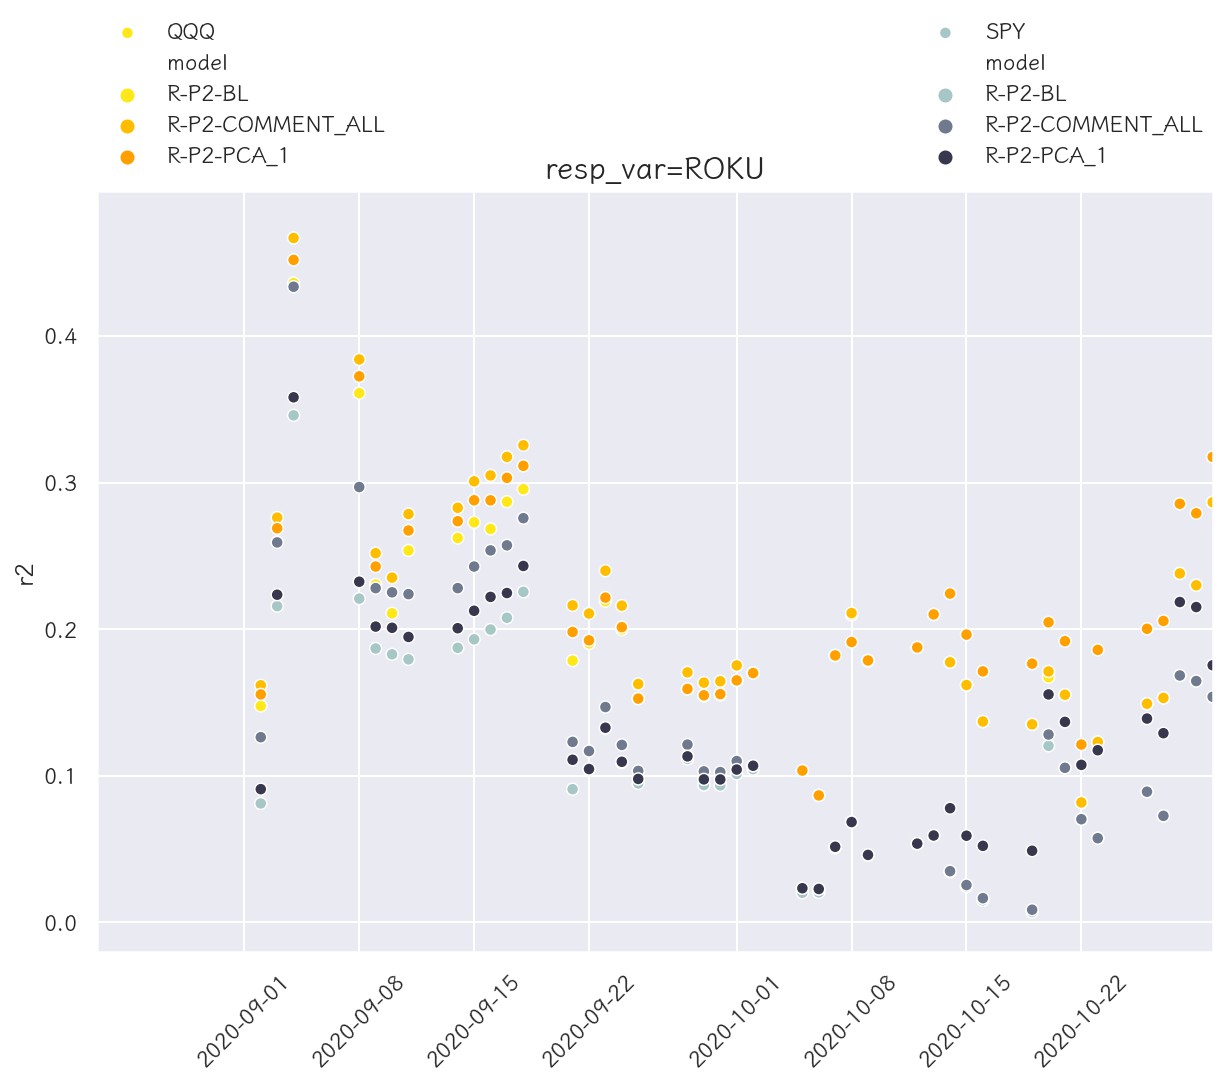 QQQ
model
R-P2-BL
R-P2-COMMENT_ALL
R-P2-PCA_1
SPY
model
R-P2-BL
R-P2-COMMENT_ALL
R-P2-PCA_1
resp_var=ROKU
r2
0.4
0.3
0.2
0.1
0.0
2020-09-01
2020-09-08
2020-09-15
2020-09-22
2020-10-01
2020-10-08
2020-10-15
2020-10-22